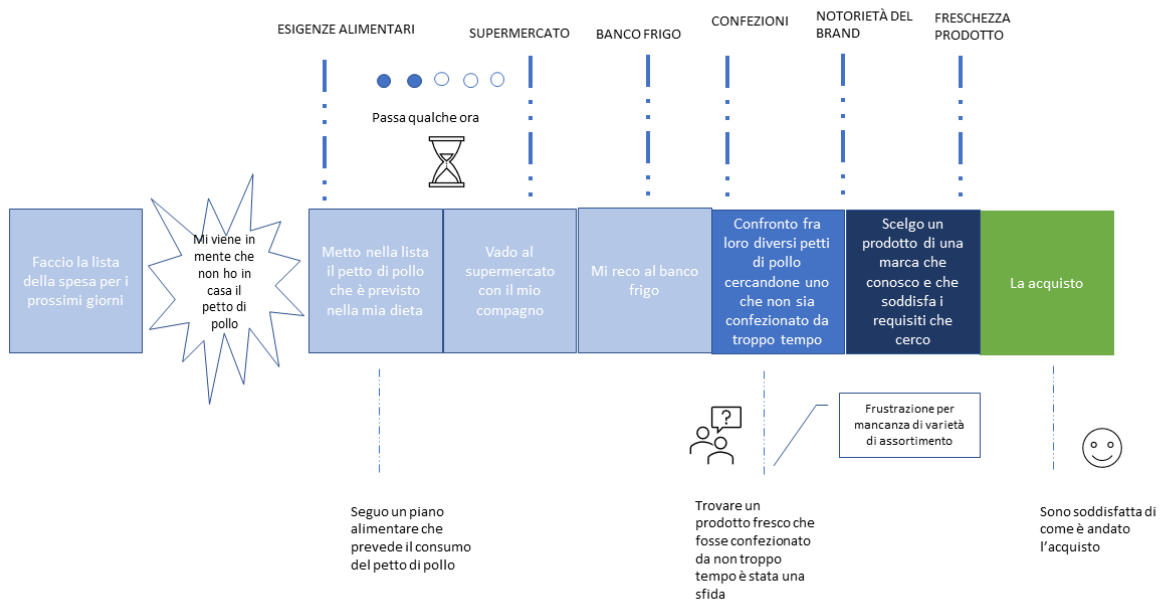 ESIGENZE ALIMENTARI
SUPERMERCATO
BANCO FRIGO
CONFEZIONI
NOTORIETÀ DEL
BRAND
FRESCHEZZA
PRODOTTO
Passa qualche ora
Faccio la lista
della spesa per i
prossimi giorni
Mi viene in
mente che
non ho in
casa il
petto di
pollo
Metto nella lista
il petto di pollo
che è previsto
nella mia dieta
Vado al
supermercato
con il mio
compagno
Mi reco al banco
frigo
Confronto fra
loro diversi petti
di pollo
cercandone uno
che non sia
confezionato da
troppo tempo
Scelgo un
prodotto di una
marca che
conosco e che
soddisfa i
requisiti che
cerco
La acquisto
Frustrazione per
mancanza di varietà
di assortimento
?
Seguo un piano
alimentare che
prevede il consumo
del petto di pollo
Trovare un
prodotto fresco che
fosse confezionato
da non troppo
tempo è stata una
sfida
Sono soddisfatta di
come è andato
l'acquisto